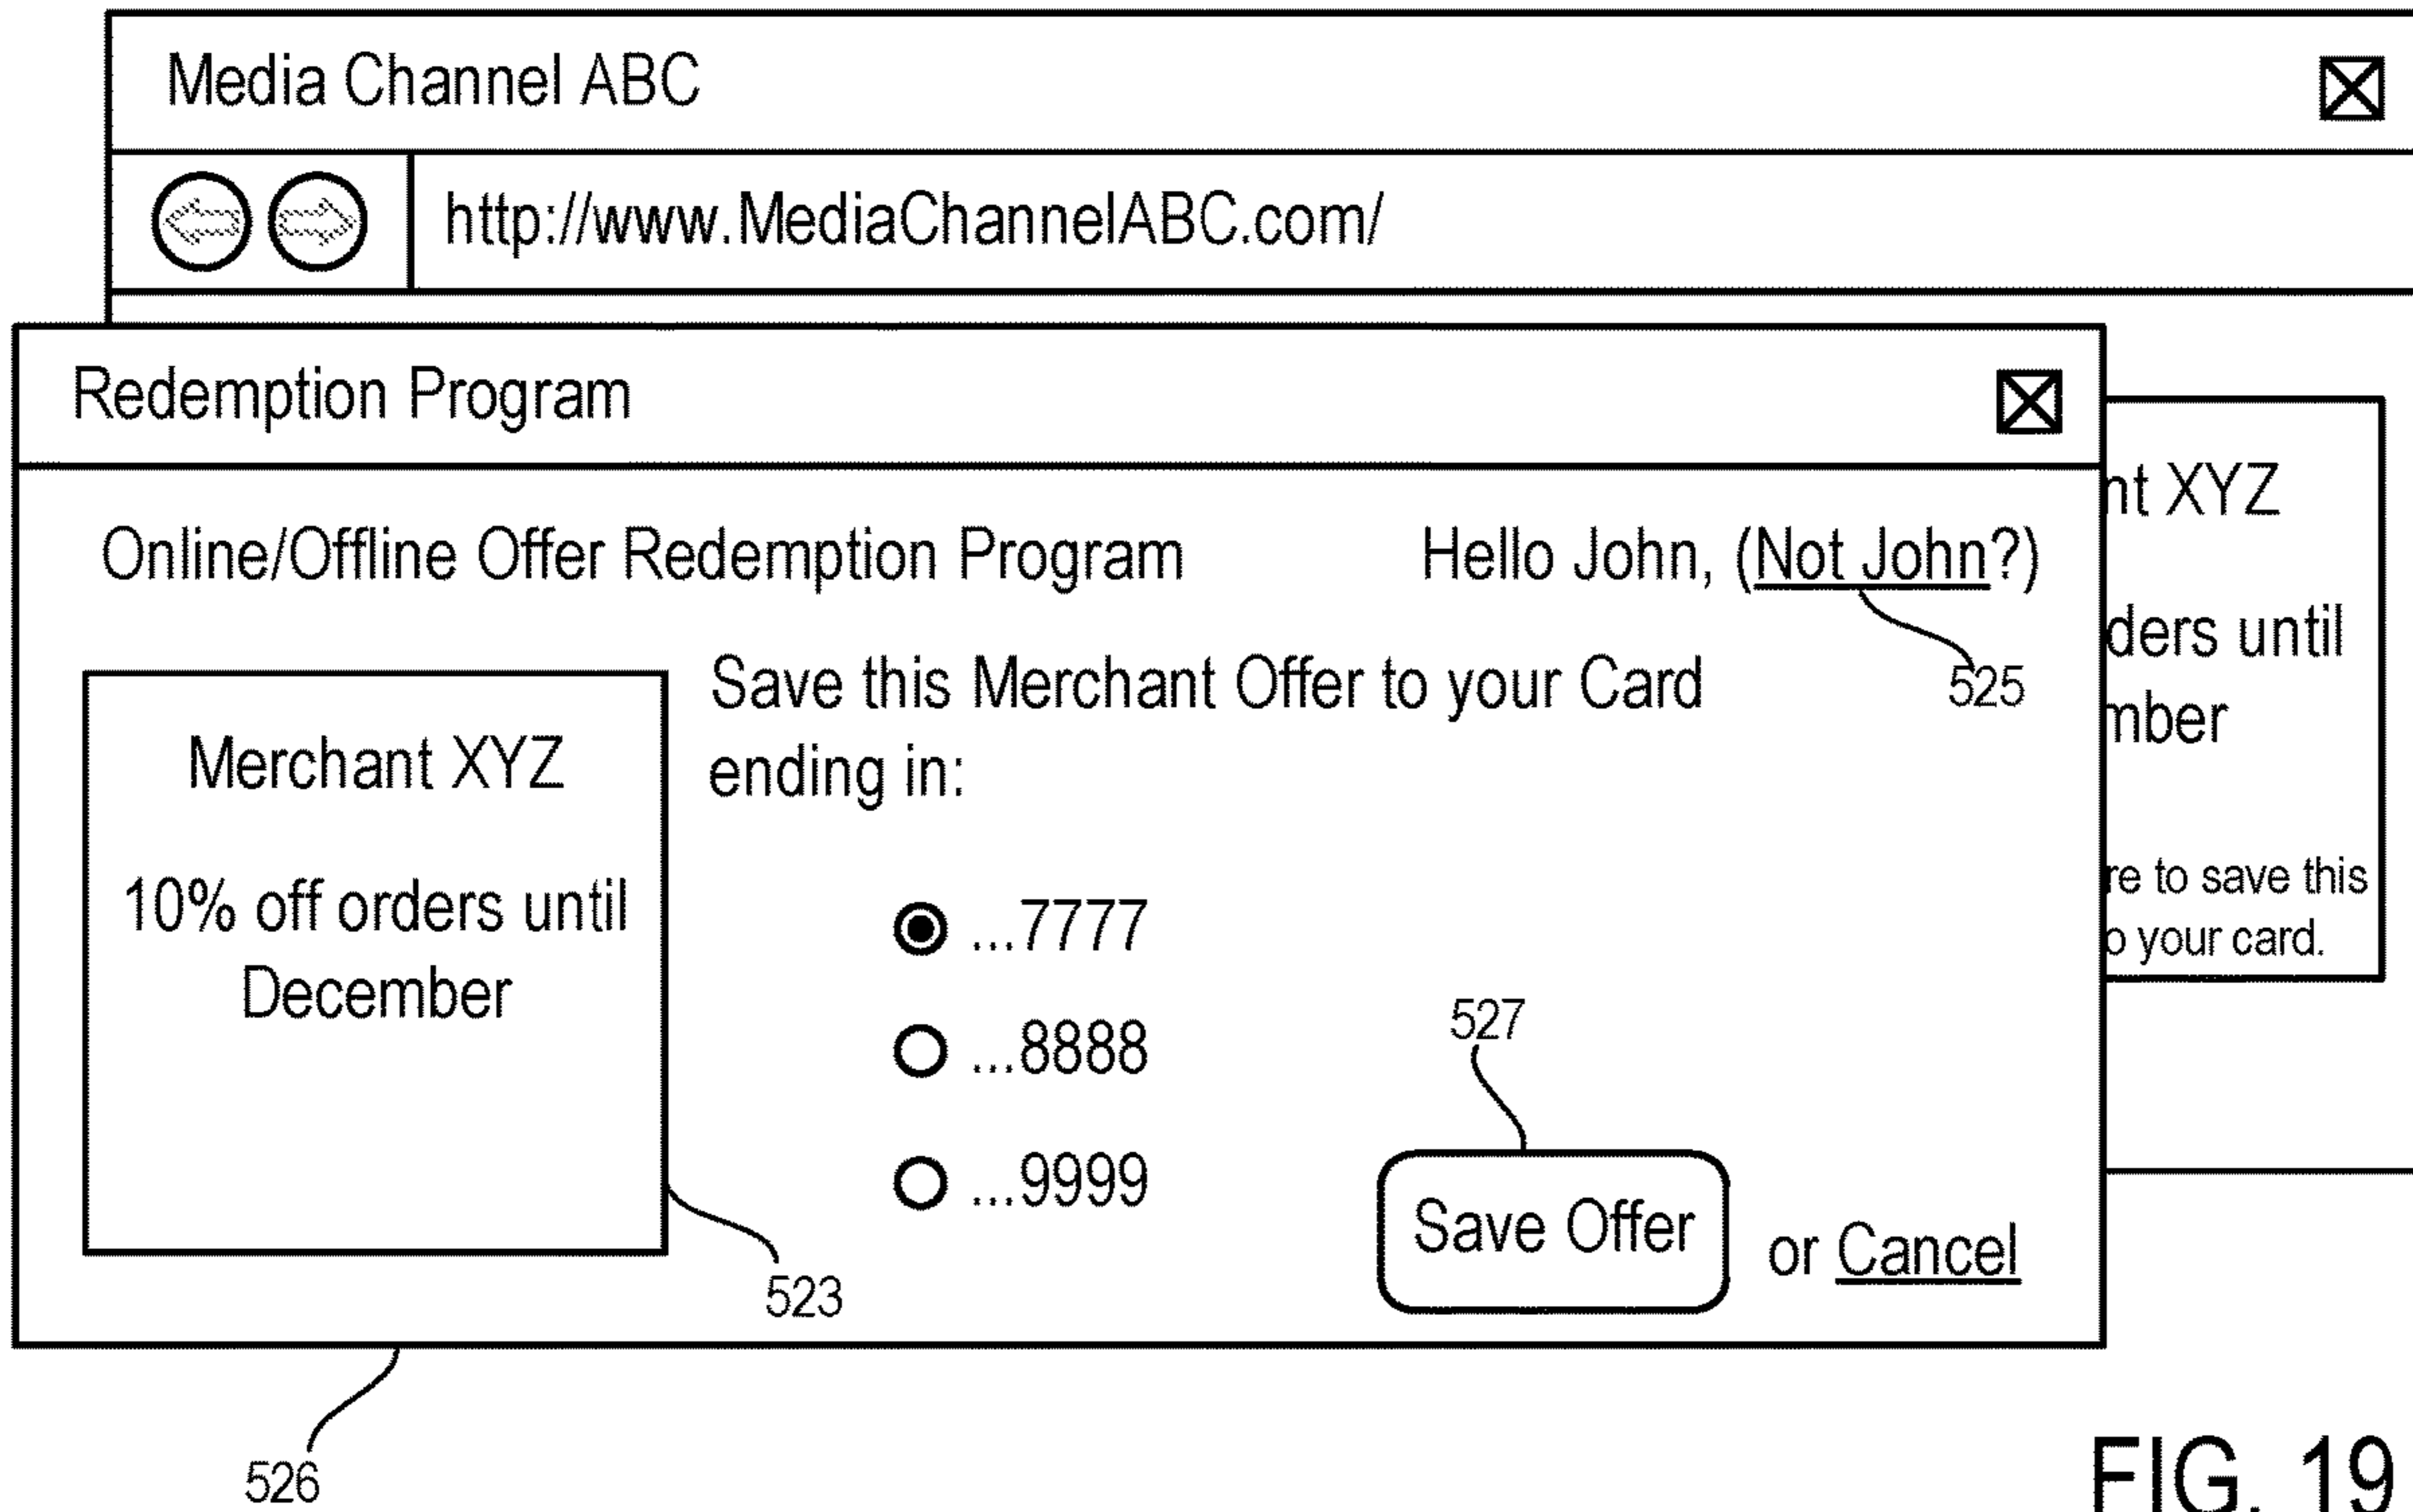 Media Channel ABC
http://www.MediaChannelABC.com/
Redemption Program
Online/Offline Offer Redemption Program
Hello John, (Not John?)
525
Save this Merchant Offer to your Card
ending in:
Merchant XYZ
10% off orders until
December
...7777
...8888
...9999
527
Save Offer
or Cancel
523
526
nt XYZ
ders until
mber
re to save this
o your card.
FIG. 19